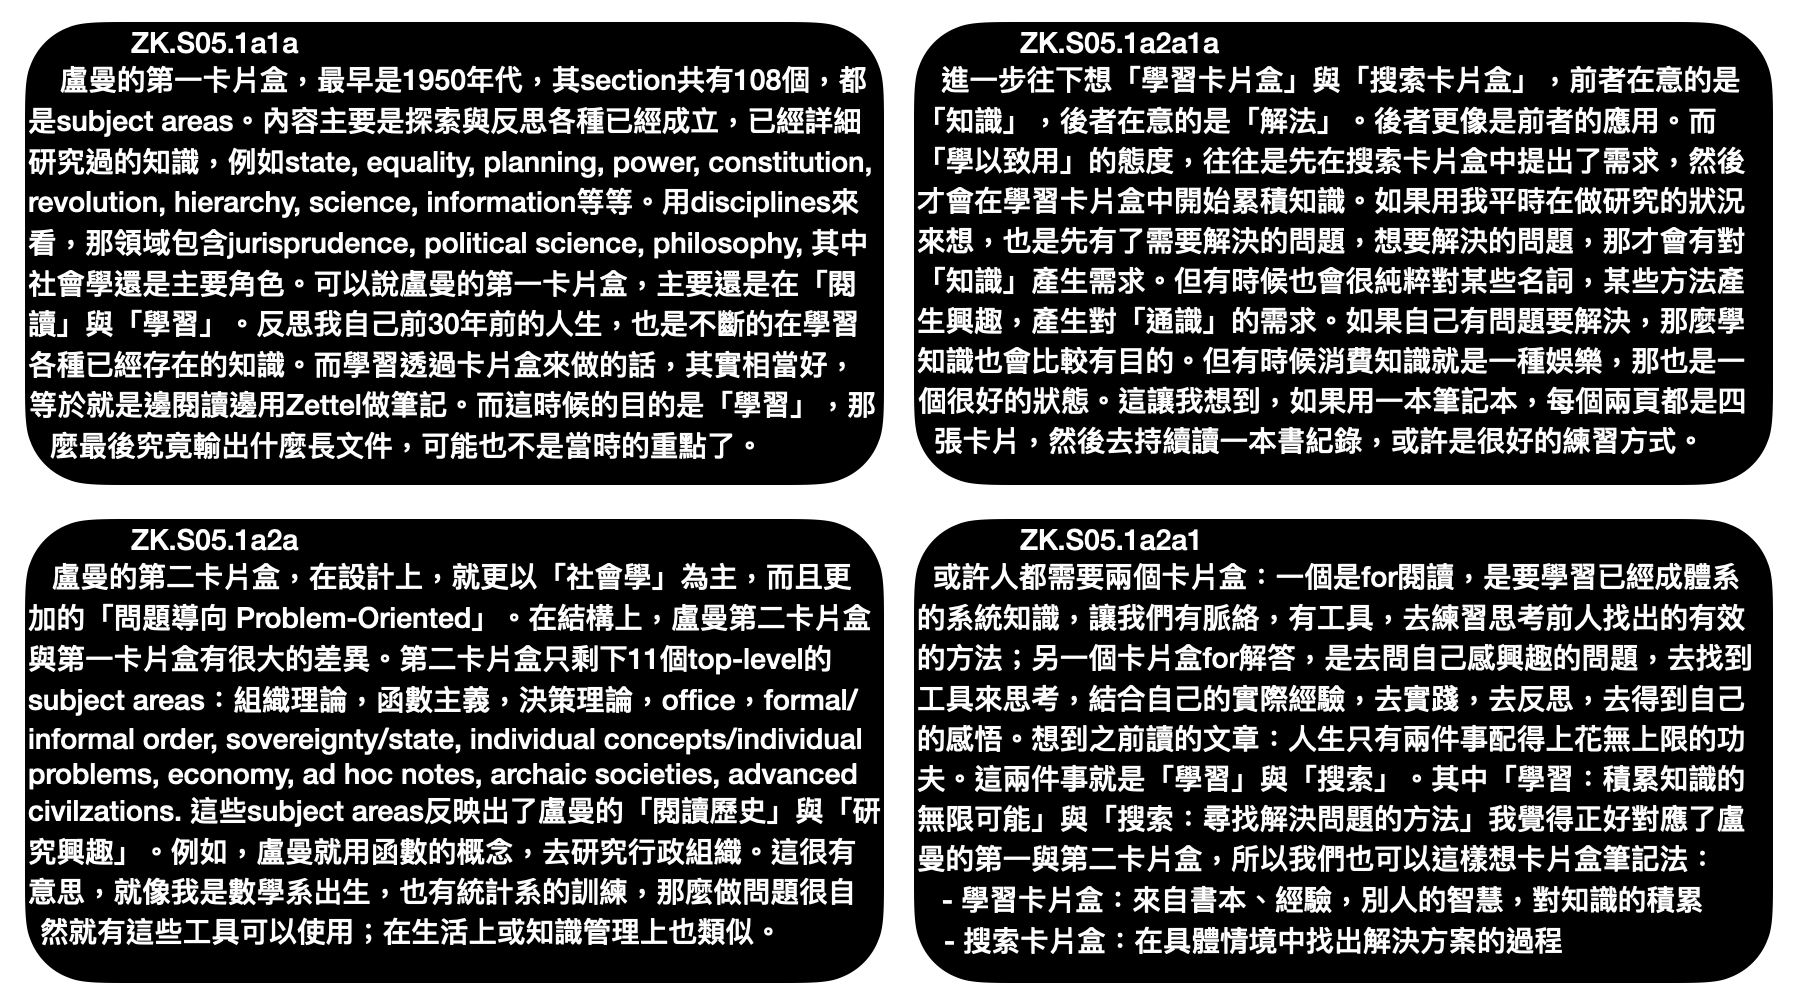 ZK.S05.1a1a
盧曼的第一卡片盒，最早是1950年代，其section共有108個，都
是subject areas。內容主要是探索與反思各種已經成立，已經詳細
研究過的知識，例如state, equality, planning, power, constitution,
revolution, hierarchy, science, information等等。用disciplines來
看，那領域包含jurisprudence, political science, philosophy, 其中
社會學還是主要角色。可以說盧曼的第一卡片盒，主要還是在「閱
讀」與「學習」。反思我自己前30年前的人生，也是不斷的在學習
各種已經存在的知識。而學習透過卡片盒來做的話，其實相當好，
等於就是邊閱讀邊用Zettel做筆記。而這時候的目的是「學習」，那
麼最後究竟輸出什麼長文件，可能也不是當時的重點了。
ZK.S05.1a2a1a
進一步往下想「學習卡片盒」與「搜索卡片盒」，前者在意的是
「知識」，後者在意的是「解法」。後者更像是前者的應用。而
「學以致用」的態度，往往是先在搜索卡片盒中提出了需求，然後
才會在學習卡片盒中開始累積知識。如果用我平時在做研究的狀況
來想，也是先有了需要解決的問題，想要解決的問題，那才會有對
「知識」產生需求。但有時候也會很純粹對某些名詞，某些方法產
生興趣，產生對「通識」的需求。如果自己有問題要解決，那麼學
知識也會比較有目的。但有時候消費知識就是一種娛樂，那也是一
個很好的狀態。這讓我想到，如果用一本筆記本，每個兩頁都是四
張卡片，然後去持續讀一本書紀錄，或許是很好的練習方式。
ZK.S05.1a2a
盧曼的第二卡片盒，在設計上，就更以「社會學」為主，而且更
加的「問題導向 Problem-Oriented」。在結構上，盧曼第二卡片盒
與第一卡片盒有很大的差異。第二卡片盒只剩下11個top-level的
subject areas：組織理論，函數主義，決策理論，office，formal/
informal order, sovereignty/state, individual concepts/individual
problems, economy, ad hoc notes, archaic societies, advanced
civilzations. 這些subject areas反映出了盧曼的「閱讀歷史」與「研
究興趣」。例如，盧曼就用函數的概念，去研究行政組織。這很有
意思，就像我是數學系出生，也有統計系的訓練，那麼做問題很自
然就有這些工具可以使用；在生活上或知識管理上也類似。
ZK.S05.1a2a1
或許人都需要兩個卡片盒：一個是for閱讀，是要學習已經成體系
的系統知識，讓我們有脈絡，有工具，去練習思考前人找出的有效
的方法；另一個卡片盒for解答，是去問自己感興趣的問題，去找到
工具來思考，結合自己的實際經驗，去實踐，去反思，去得到自己
的感悟。想到之前讀的文章：人生只有兩件事配得上花無上限的功
夫。這兩件事就是「學習」與「搜索」。其中「學習：積累知識的
無限可能」與「搜索：尋找解決問題的方法」我覺得正好對應了盧
曼的第一與第二卡片盒，所以我們也可以這樣想卡片盒筆記法：
- 學習卡片盒：來自書本、經驗，別人的智慧，對知識的積累
- 搜索卡片盒：在具體情境中找出解決方案的過程